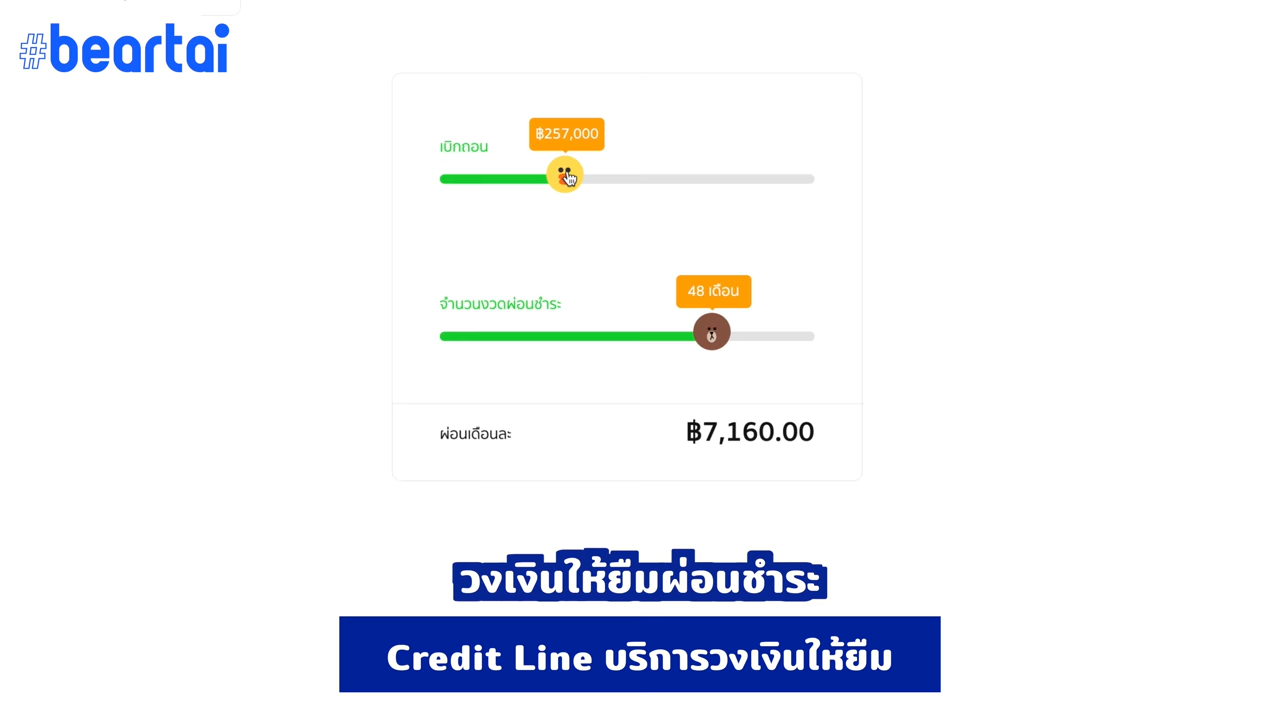 #beartai
฿257,000
เบิกถอน
48 เดือน
จำนวนงวดผ่อนชำระ
ผ่อนเดือนละ
฿7,160.00
วงเงินให้ยืมผ่อนชำระ
Credit Line บริการวงเงินให้ยืม